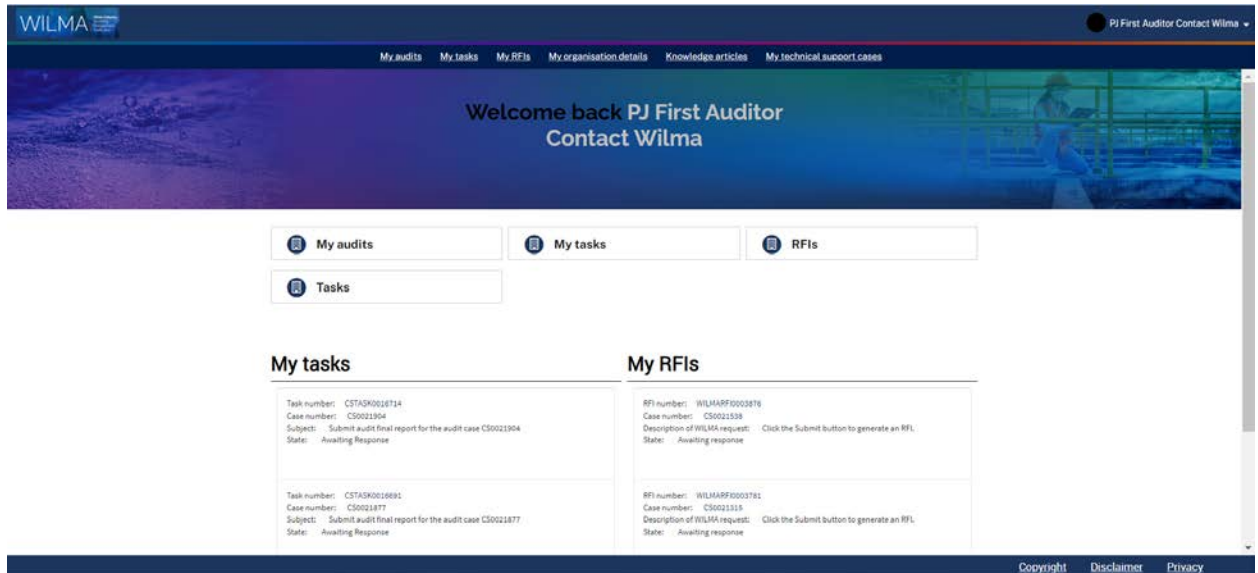 WILMA
PJ First Auditor Contact Wilma
My audits My tasks My RFIs My organisation details Knowledge articles My technical support cases
Welcome back PJ First Auditor
Contact Wilma
My audits
My tasks
RFIs
Tasks
My tasks
Task number: CSTASK0016714
Case number: CS0021904
Subject: Submit audit final report for the audit case CS0021904
State: Awaiting Response
Task number: CSTASK0016691
Case number: CS0021877
Subject: Submit audit final report for the audit case CS0021877
State: Awaiting Response
My RFIs
RFI number: WILMARFI0003876
Case number: CS0021538
Description of WILMA request: Click the Submit button to generate an RFI.
State: Awaiting response
RFI number: WILMARFI0003781
Case number: CS0021315
Description of WILMA request: Click the Submit button to generate an RFI.
State: Awaiting response
Copyright Disclaimer Privacy